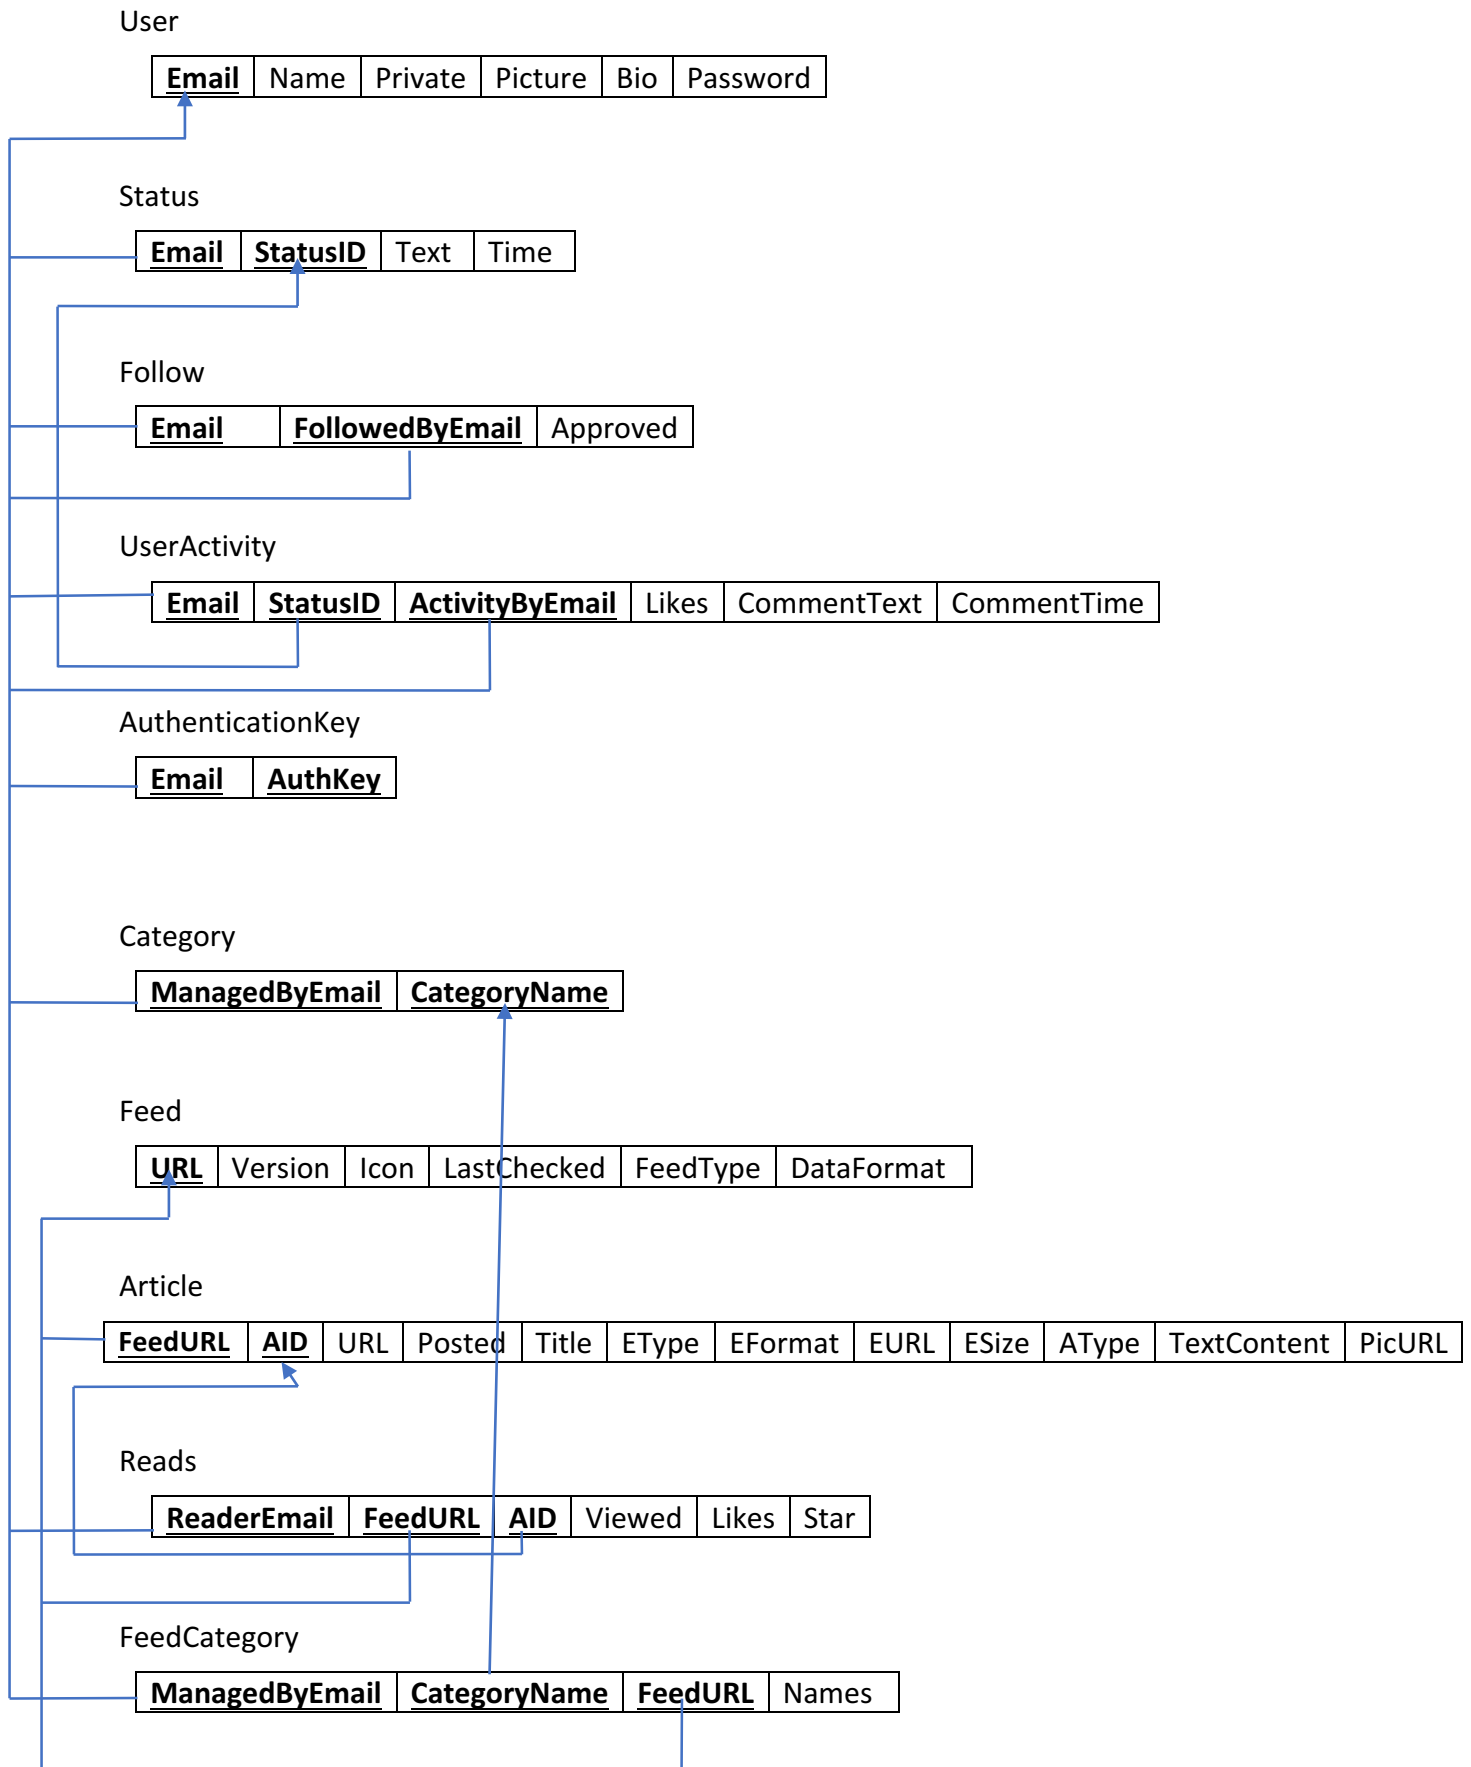 User
Email Name Private Picture Bio Password
Status
Email StatusID Text Time
Follow
Email FollowedByEmail Approved
UserActivity
Email StatusID ActivityByEmail Likes CommentText CommentTime
AuthenticationKey
Email AuthKey
Category
ManagedByEmail CategoryName
Feed
URL Version Icon LastChecked FeedType DataFormat
Article
FeedURL AID URL Posted Title EType EFormat EURL ESize AType TextContent PicURL
Reads
ReaderEmail FeedURL AID Viewed Likes Star
FeedCategory
ManagedByEmail CategoryName FeedURL Names